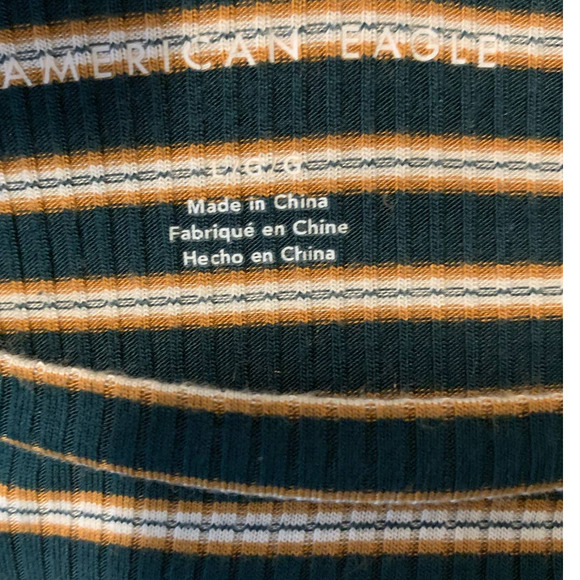 AMERICAN EAGLE
L/G/G
Made in China
Fabriqué en Chine
Hecho en China